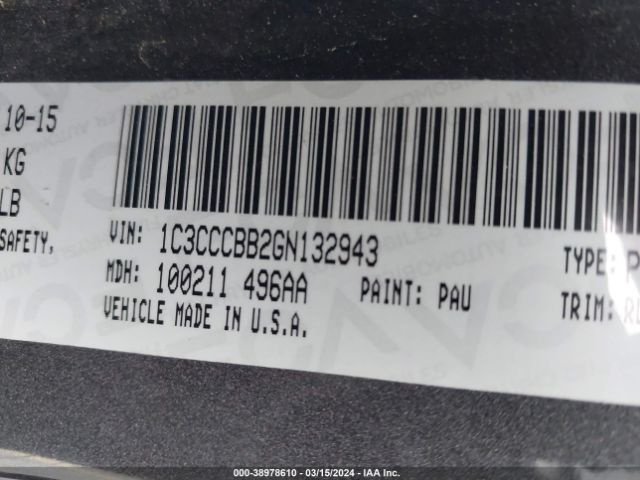 10-15
KG
LB
SAFETY,
VIN: 1C3CCCBB2GN132943
TYPE: P
MDH: 100211 496AA
PAINT: PAU
TRIM:
VEHICLE MADE IN U.S.A.
00-38978610 - 03/15/2024 - IAA Inc.